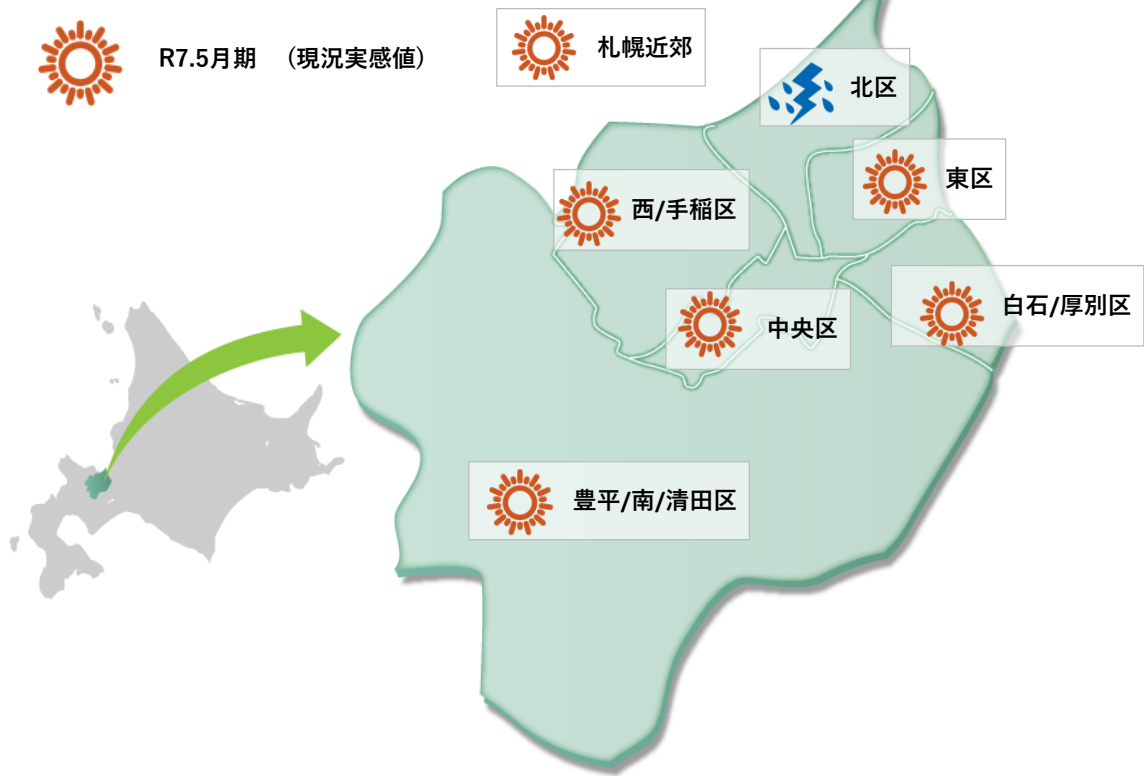 R7.5月期　（現況実感値）
札幌近郊
北区
東区
西/手稲区
白石/厚別区
中央区
豊平/南/清田区